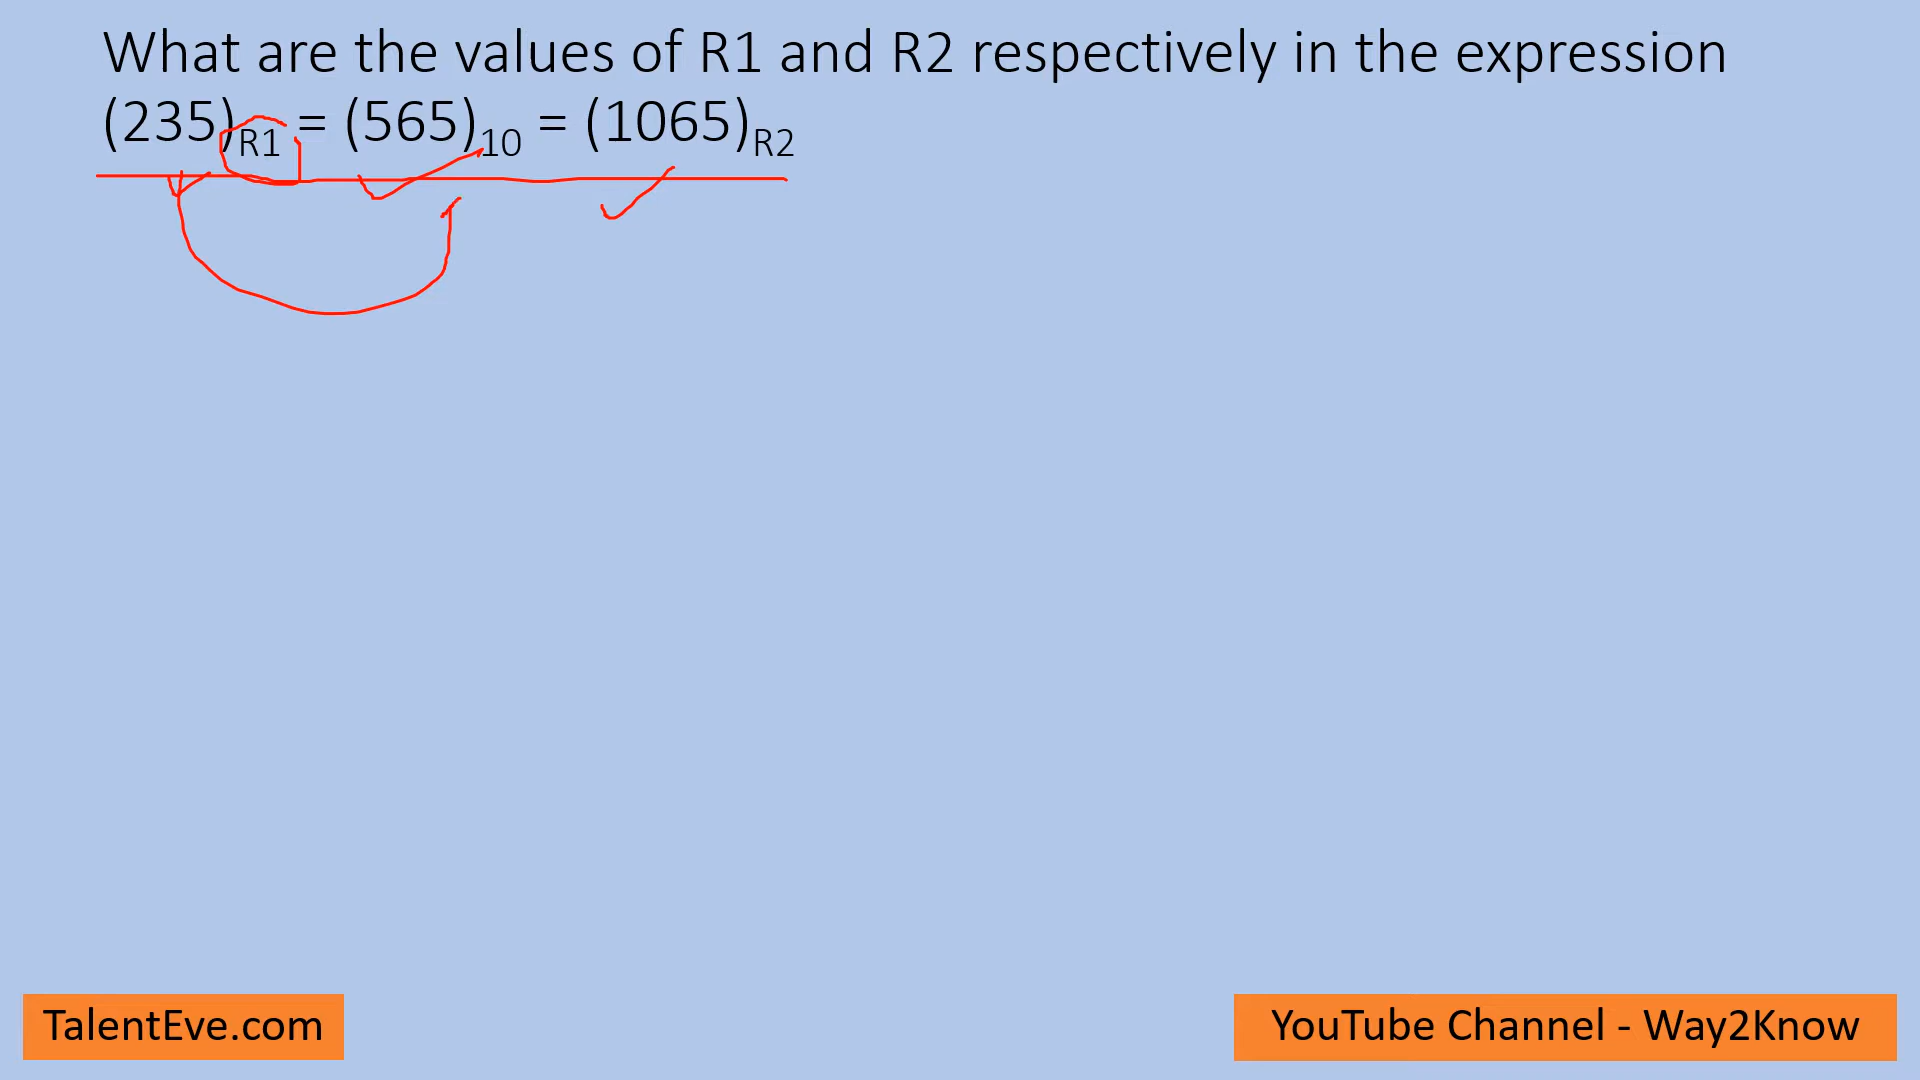 What are the values of R1 and R2 respectively in the expression
(235)R1 = (565)10 = (1065)R2
TalentEve.com
YouTube Channel - Way2Know